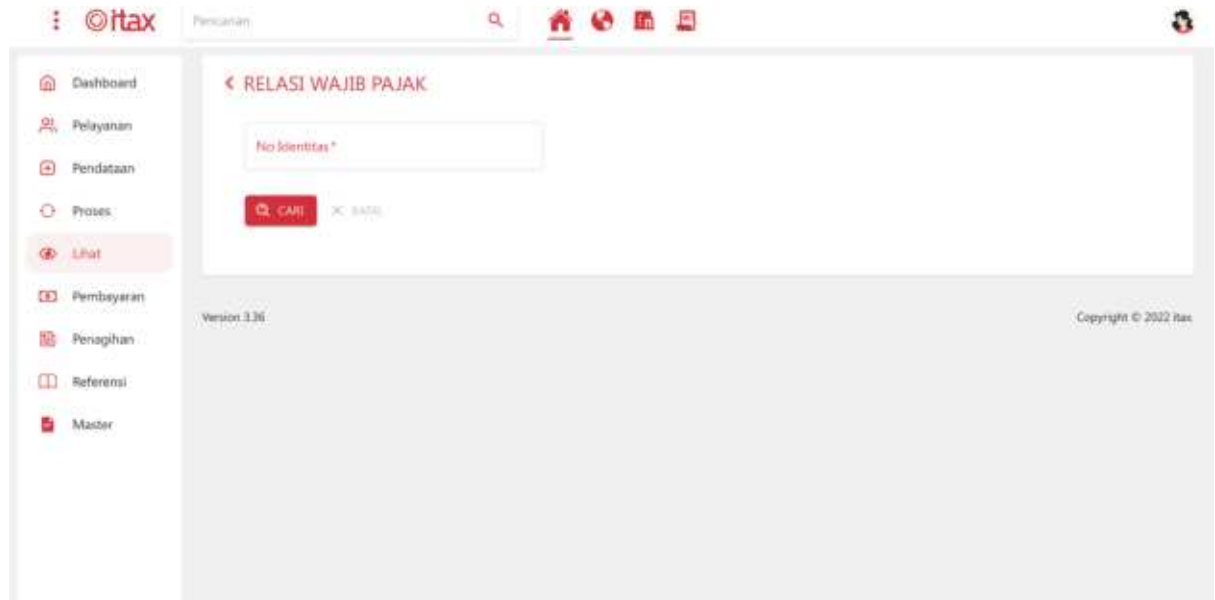 itax
Pencarian
Dashboard
Pelayanan
Pendataan
Proses
Lihat
Pembayaran
Penagihan
Referensi
Master
RELASI WAJIB PAJAK
No Identitas *
CARI
BATAL
Version 3.36
Copyright © 2022 itax